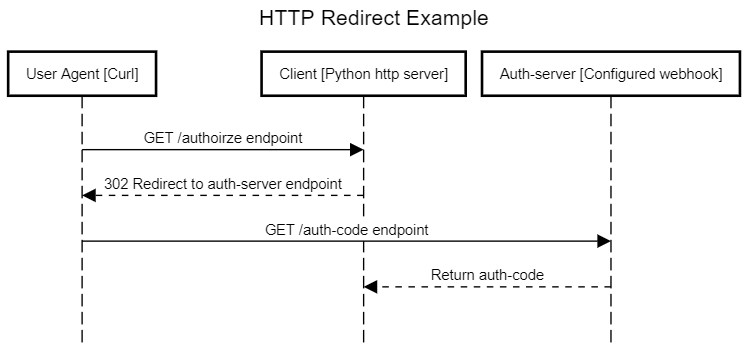 HTTP Redirect Example
User Agent [Curl]
Client [Python http server]
Auth-server [Configured webhook]
GET /authoirze endpoint
302 Redirect to auth-server endpoint
GET /auth-code endpoint
Return auth-code